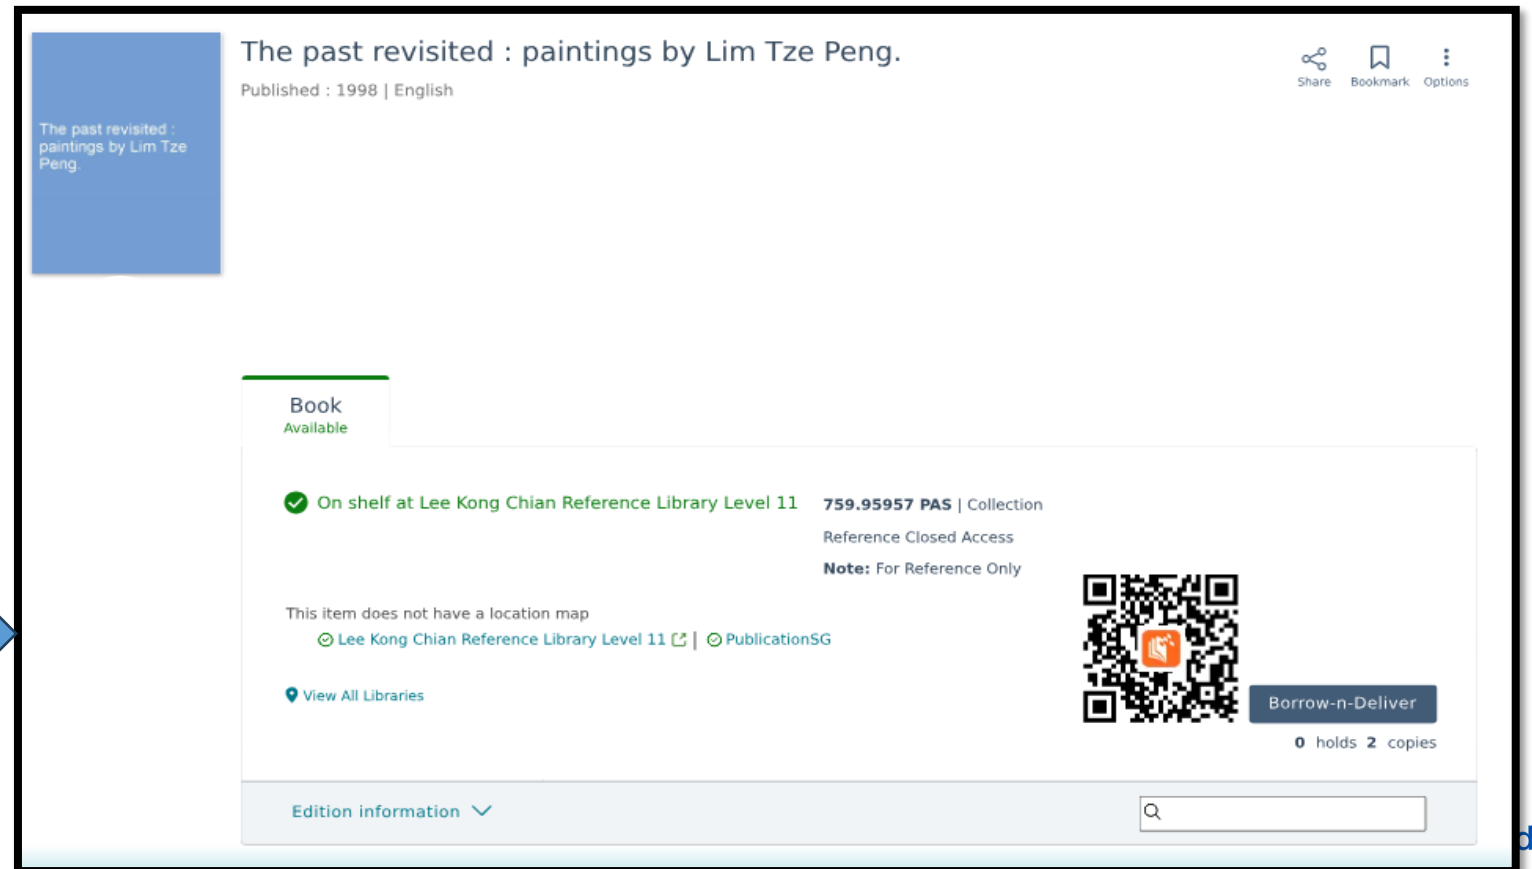 The past revisited : paintings by Lim Tze Peng.
Published : 1998 | English
Share Bookmark Options
The past revisited :
paintings by Lim Tze
Peng.
Book
Available
On shelf at Lee Kong Chian Reference Library Level 11
759.95957 PAS | Collection
Reference Closed Access
Note: For Reference Only
This item does not have a location map
Lee Kong Chian Reference Library Level 11 | PublicationSG
View All Libraries
Borrow-n-Deliver
0 holds 2 copies
Edition information